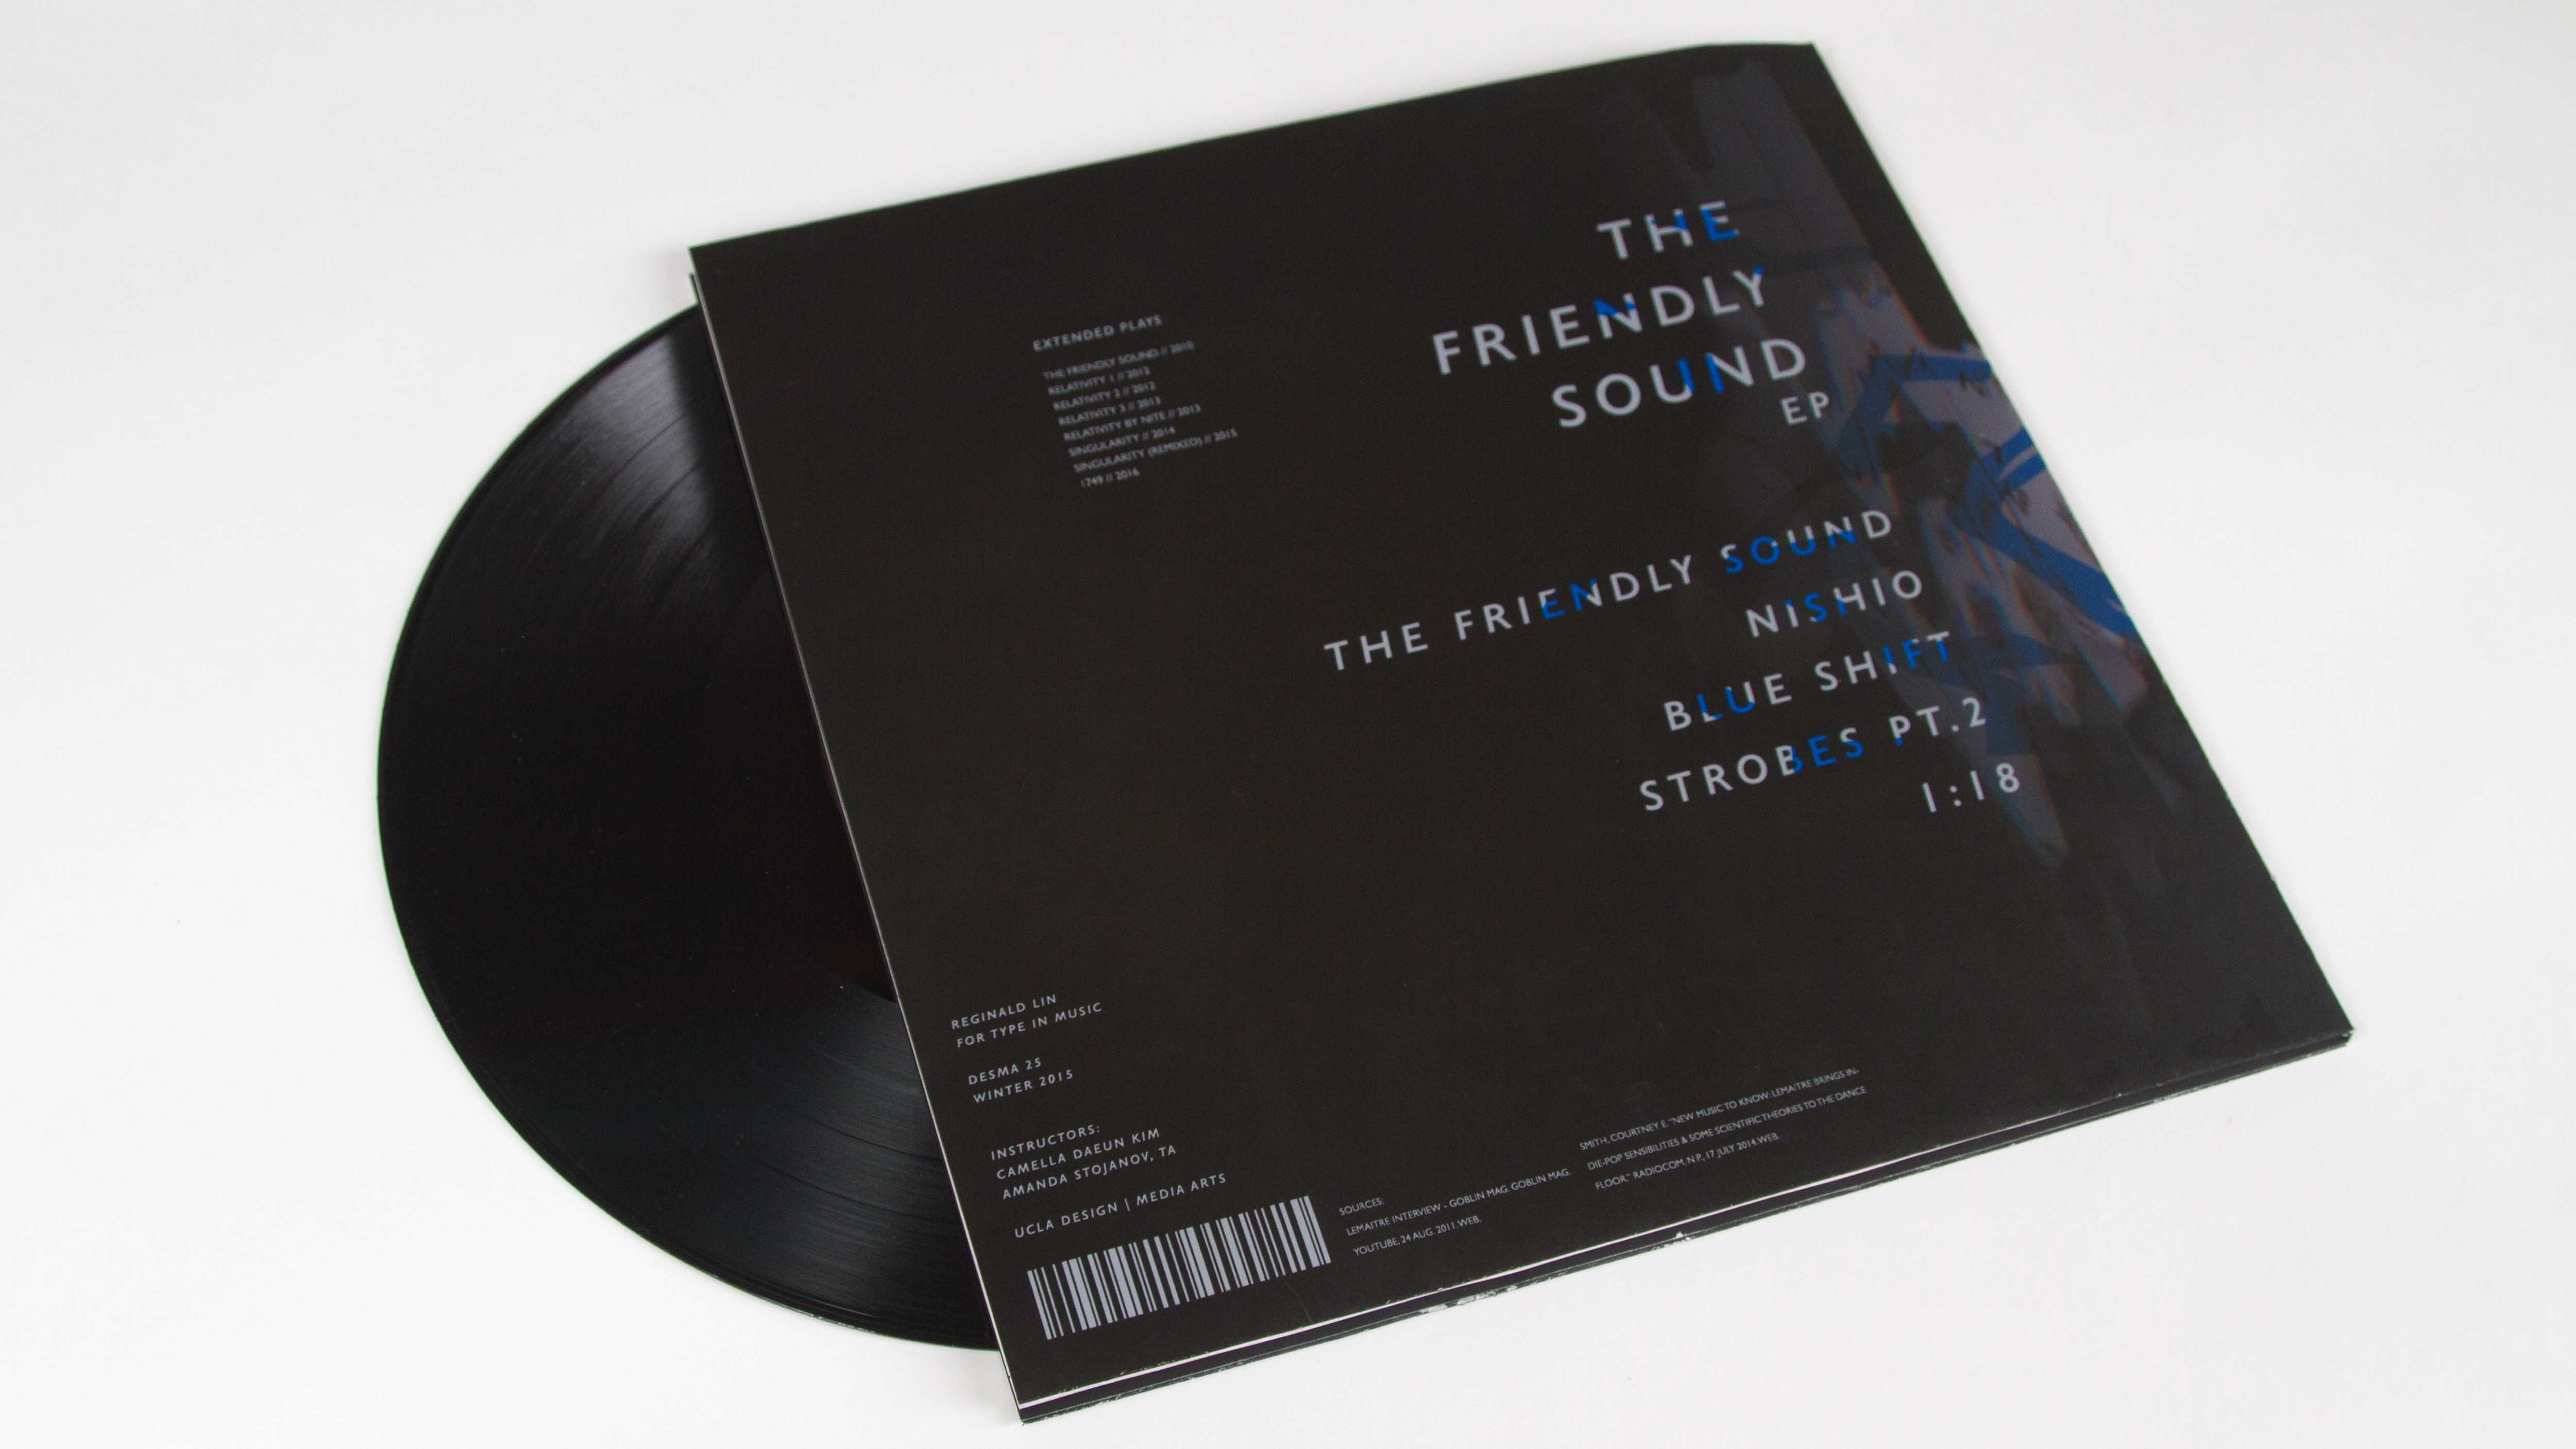 THE
FRIENDLY
SOUND
EP
EXTENDED PLAYS
THE FRIENDLY SOUND // 2010
RELATIVITY 1 // 2012
RELATIVITY 2 // 2012
RELATIVITY 3 // 2013
RELATIVITY BY NITE // 2013
SINGULARITY // 2014
SINGULARITY (REMIXED) // 2015
1749 // 2016
THE FRIENDLY SOUND
NISHIO
BLUE SHIFT
STROBES PT.2
1:18
REGINALD LIN
FOR TYPE IN MUSIC
DESMA 25
WINTER 2015
INSTRUCTORS:
CAMELLA DAEUN KIM
AMANDA STOJANOV, TA
UCLA DESIGN | MEDIA ARTS
SOURCES:
LEMAITRE INTERVIEW - GOBLIN MAG. GOBLIN MAG.
YOUTUBE, 24 AUG. 2011. WEB.
SMITH, COURTNEY E. "NEW MUSIC TO KNOW: LEMAITRE BRINGS IN-
DIE-POP SENSIBILITIES & SOME SCIENTIFIC THEORIES TO THE DANCE
FLOOR." RADIO.COM. N.P., 17 JULY 2014. WEB.